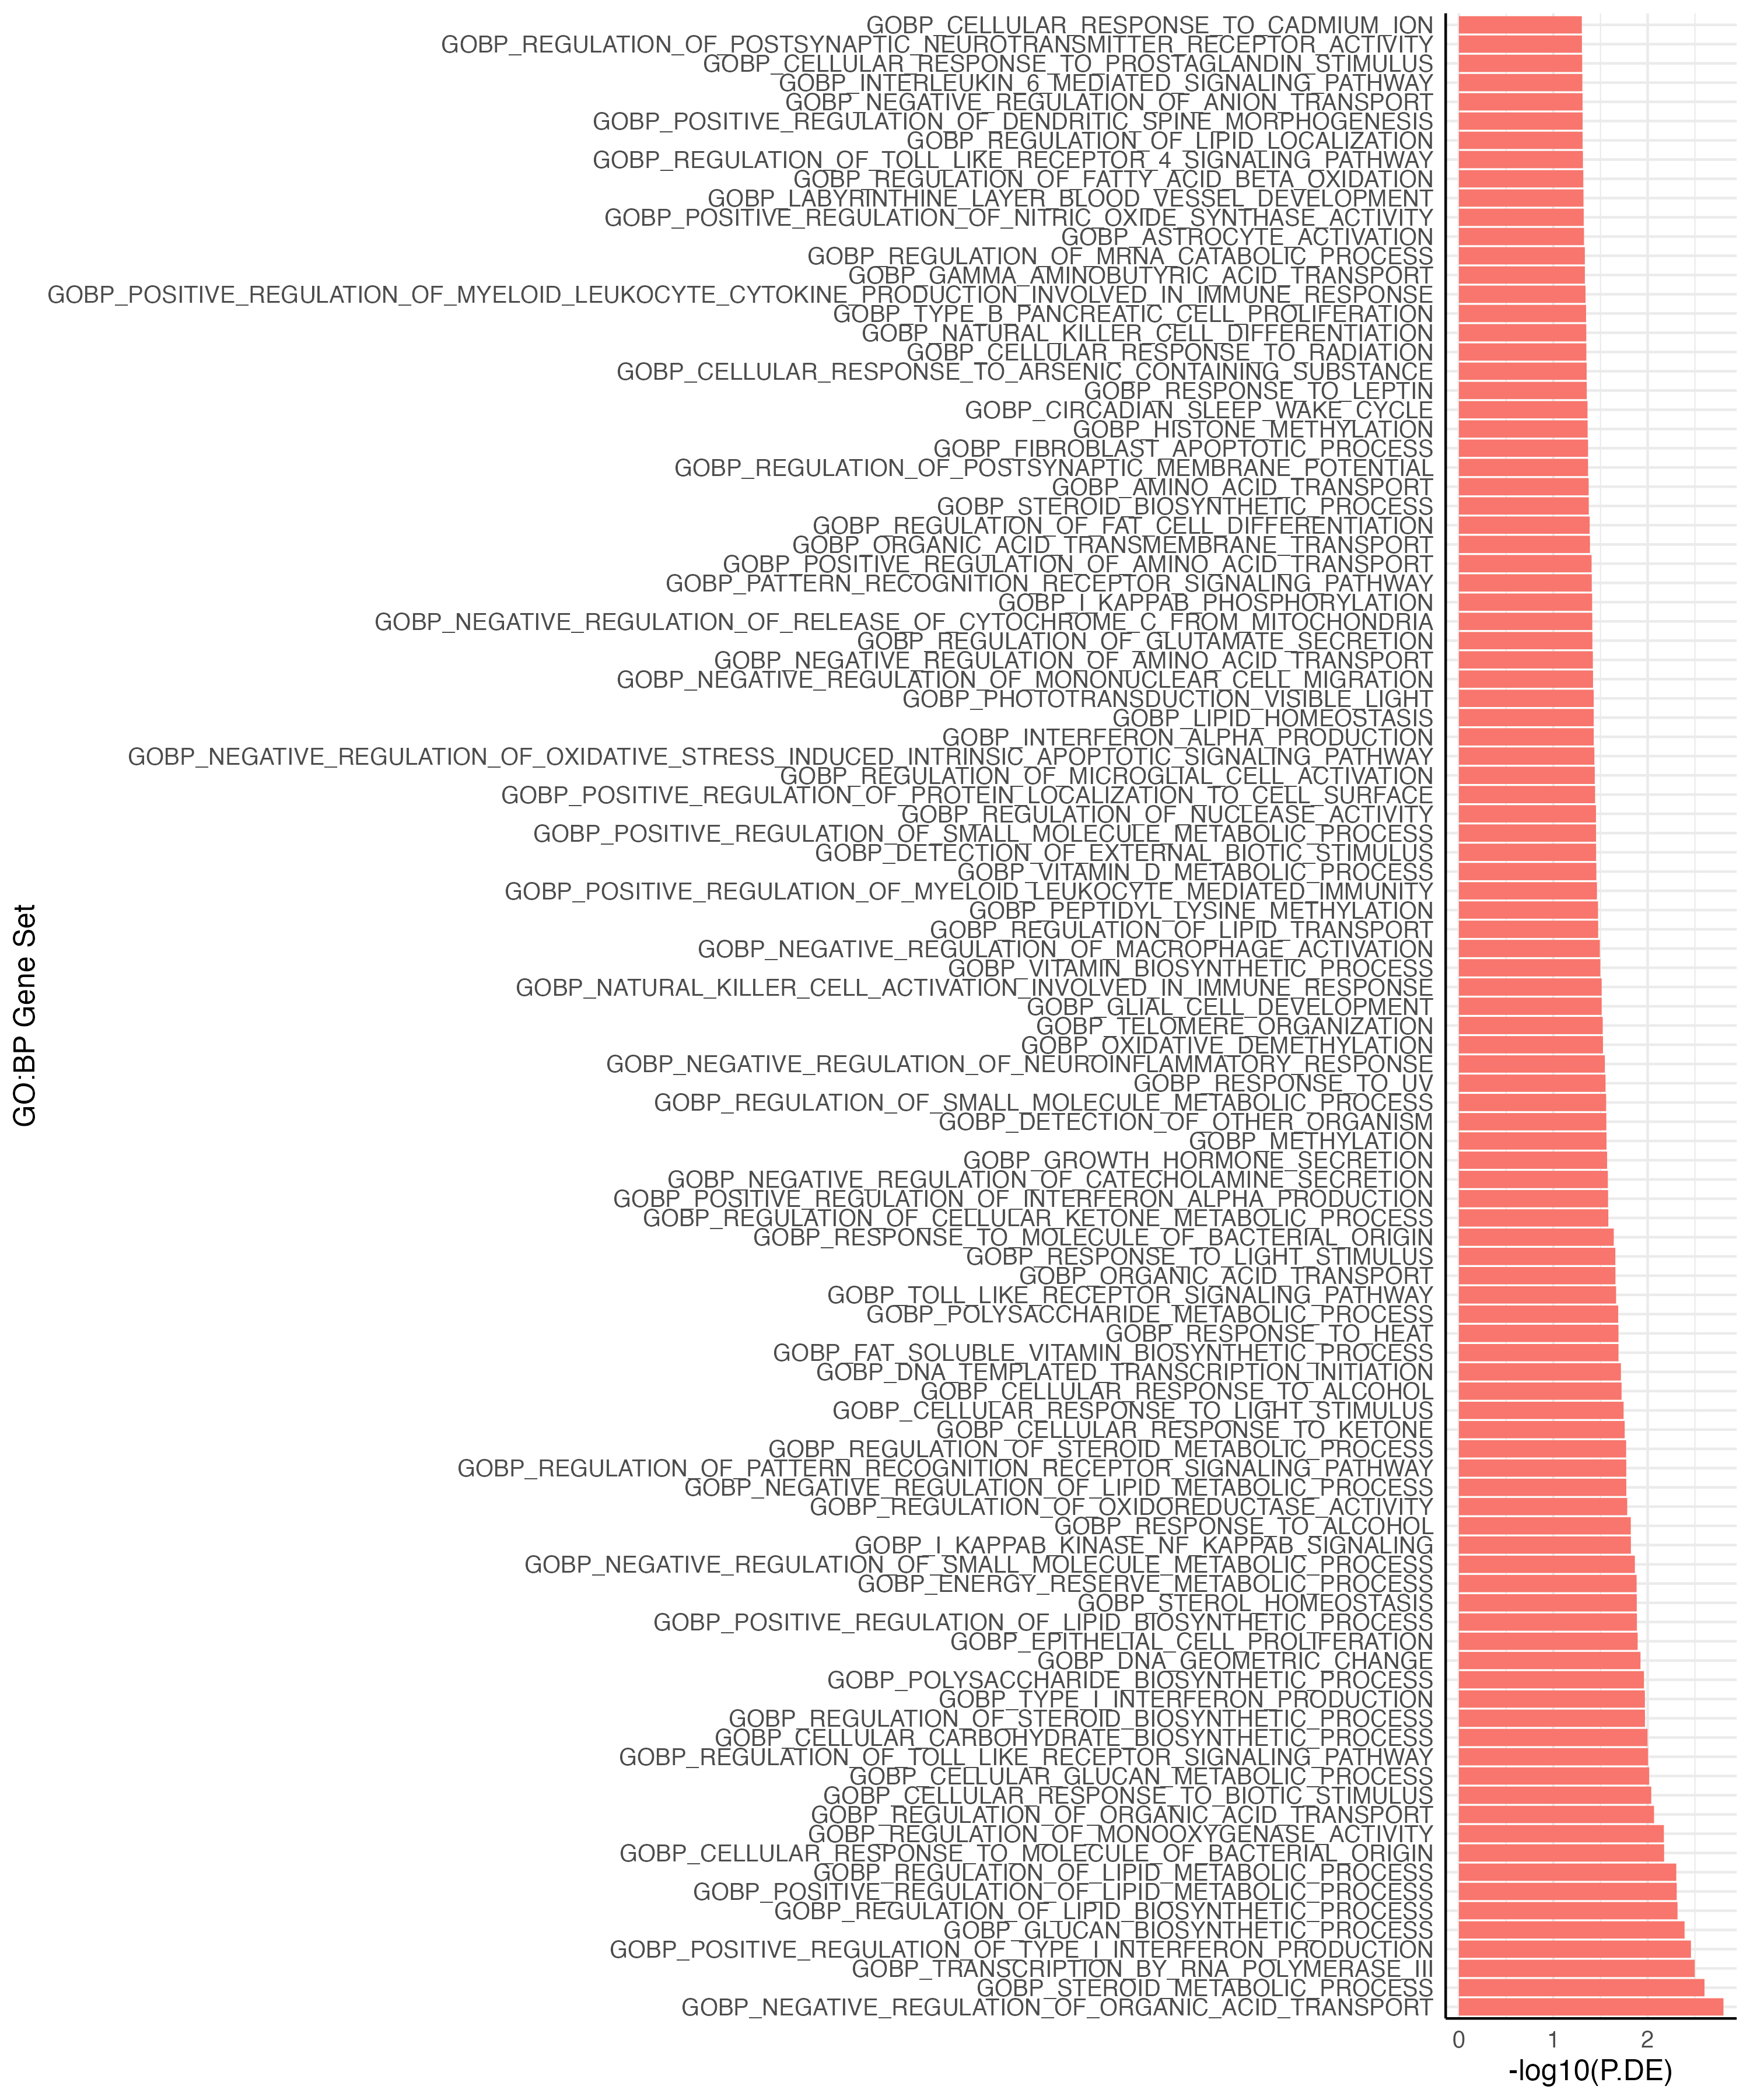 GOBP_CELLULAR_RESPONSE_TO_CADMIUM_ION
GOBP_REGULATION_OF_POSTSYNAPTIC_NEUROTRANSMITTER_RECEPTOR_ACTIVITY
GOBP_CELLULAR_RESPONSE_TO_PROSTAGLANDIN_STIMULUS
GOBP_INTERLEUKIN_6_MEDIATED_SIGNALING_PATHWAY
GOBP_NEGATIVE_REGULATION_OF_ANION_TRANSPORT
GOBP_POSITIVE_REGULATION_OF_DENDRITIC_SPINE_MORPHOGENESIS
GOBP_REGULATION_OF_LIPID_LOCALIZATION
GOBP_REGULATION_OF_TOLL_LIKE_RECEPTOR_4_SIGNALING_PATHWAY
GOBP_REGULATION_OF_FATTY_ACID_BETA_OXIDATION
GOBP_LABYRINTHINE_LAYER_BLOOD_VESSEL_DEVELOPMENT
GOBP_POSITIVE_REGULATION_OF_NITRIC_OXIDE_SYNTHASE_ACTIVITY
GOBP_ASTROCYTE_ACTIVATION
GOBP_REGULATION_OF_MRNA_CATABOLIC_PROCESS
GOBP_GAMMA_AMINOBUTYRIC_ACID_TRANSPORT
GOBP_POSITIVE_REGULATION_OF_MYELOID_LEUKOCYTE_CYTOKINE_PRODUCTION_INVOLVED_IN_IMMUNE_RESPONSE
GOBP_TYPE_B_PANCREATIC_CELL_PROLIFERATION
GOBP_NATURAL_KILLER_CELL_DIFFERENTIATION
GOBP_CELLULAR_RESPONSE_TO_RADIATION
GOBP_CELLULAR_RESPONSE_TO_ARSENIC_CONTAINING_SUBSTANCE
GOBP_RESPONSE_TO_LEPTIN
GOBP_CIRCADIAN_SLEEP_WAKE_CYCLE
GOBP_HISTONE_METHYLATION
GOBP_FIBROBLAST_APOPTOTIC_PROCESS
GOBP_REGULATION_OF_POSTSYNAPTIC_MEMBRANE_POTENTIAL
GOBP_AMINO_ACID_TRANSPORT
GOBP_STEROID_BIOSYNTHETIC_PROCESS
GOBP_REGULATION_OF_FAT_CELL_DIFFERENTIATION
GOBP_ORGANIC_ACID_TRANSMEMBRANE_TRANSPORT
GOBP_POSITIVE_REGULATION_OF_AMINO_ACID_TRANSPORT
GOBP_PATTERN_RECOGNITION_RECEPTOR_SIGNALING_PATHWAY
GOBP_I_KAPPAB_PHOSPHORYLATION
GOBP_NEGATIVE_REGULATION_OF_RELEASE_OF_CYTOCHROME_C_FROM_MITOCHONDRIA
GOBP_REGULATION_OF_GLUTAMATE_SECRETION
GOBP_NEGATIVE_REGULATION_OF_AMINO_ACID_TRANSPORT
GOBP_NEGATIVE_REGULATION_OF_MONONUCLEAR_CELL_MIGRATION
GOBP_PHOTOTRANSDUCTION_VISIBLE_LIGHT
GOBP_LIPID_HOMEOSTASIS
GOBP_INTERFERON_ALPHA_PRODUCTION
GOBP_NEGATIVE_REGULATION_OF_OXIDATIVE_STRESS_INDUCED_INTRINSIC_APOPTOTIC_SIGNALING_PATHWAY
GOBP_REGULATION_OF_MICROGLIAL_CELL_ACTIVATION
GOBP_POSITIVE_REGULATION_OF_PROTEIN_LOCALIZATION_TO_CELL_SURFACE
GOBP_REGULATION_OF_NUCLEASE_ACTIVITY
GOBP_POSITIVE_REGULATION_OF_SMALL_MOLECULE_METABOLIC_PROCESS
GOBP_DETECTION_OF_EXTERNAL_BIOTIC_STIMULUS
GOBP_VITAMIN_D_METABOLIC_PROCESS
GOBP_POSITIVE_REGULATION_OF_MYELOID_LEUKOCYTE_MEDIATED_IMMUNITY
GOBP_PEPTIDYL_LYSINE_METHYLATION
GOBP_REGULATION_OF_LIPID_TRANSPORT
GOBP_NEGATIVE_REGULATION_OF_MACROPHAGE_ACTIVATION
GOBP_VITAMIN_BIOSYNTHETIC_PROCESS
GOBP_NATURAL_KILLER_CELL_ACTIVATION_INVOLVED_IN_IMMUNE_RESPONSE
GOBP_GLIAL_CELL_DEVELOPMENT
GOBP_TELOMERE_ORGANIZATION
GOBP_OXIDATIVE_DEMETHYLATION
GOBP_NEGATIVE_REGULATION_OF_NEUROINFLAMMATORY_RESPONSE
GOBP_RESPONSE_TO_UV
GOBP_REGULATION_OF_SMALL_MOLECULE_METABOLIC_PROCESS
GOBP_DETECTION_OF_OTHER_ORGANISM
GOBP_METHYLATION
GOBP_GROWTH_HORMONE_SECRETION
GOBP_NEGATIVE_REGULATION_OF_CATECHOLAMINE_SECRETION
GOBP_POSITIVE_REGULATION_OF_INTERFERON_ALPHA_PRODUCTION
GOBP_REGULATION_OF_CELLULAR_KETONE_METABOLIC_PROCESS
GOBP_RESPONSE_TO_MOLECULE_OF_BACTERIAL_ORIGIN
GOBP_RESPONSE_TO_LIGHT_STIMULUS
GOBP_ORGANIC_ACID_TRANSPORT
GOBP_TOLL_LIKE_RECEPTOR_SIGNALING_PATHWAY
GOBP_POLYSACCHARIDE_METABOLIC_PROCESS
GOBP_RESPONSE_TO_HEAT
GOBP_FAT_SOLUBLE_VITAMIN_BIOSYNTHETIC_PROCESS
GOBP_DNA_TEMPLATED_TRANSCRIPTION_INITIATION
GOBP_CELLULAR_RESPONSE_TO_ALCOHOL
GOBP_CELLULAR_RESPONSE_TO_LIGHT_STIMULUS
GOBP_CELLULAR_RESPONSE_TO_KETONE
GOBP_REGULATION_OF_STEROID_METABOLIC_PROCESS
GOBP_REGULATION_OF_PATTERN_RECOGNITION_RECEPTOR_SIGNALING_PATHWAY
GOBP_NEGATIVE_REGULATION_OF_LIPID_METABOLIC_PROCESS
GOBP_REGULATION_OF_OXIDOREDUCTASE_ACTIVITY
GOBP_RESPONSE_TO_ALCOHOL
GOBP_I_KAPPAB_KINASE_NF_KAPPAB_SIGNALING
GOBP_NEGATIVE_REGULATION_OF_SMALL_MOLECULE_METABOLIC_PROCESS
GOBP_ENERGY_RESERVE_METABOLIC_PROCESS
GOBP_STEROL_HOMEOSTASIS
GOBP_POSITIVE_REGULATION_OF_LIPID_BIOSYNTHETIC_PROCESS
GOBP_EPITHELIAL_CELL_PROLIFERATION
GOBP_DNA_GEOMETRIC_CHANGE
GOBP_POLYSACCHARIDE_BIOSYNTHETIC_PROCESS
GOBP_TYPE_I_INTERFERON_PRODUCTION
GOBP_REGULATION_OF_STEROID_BIOSYNTHETIC_PROCESS
GOBP_CELLULAR_CARBOHYDRATE_BIOSYNTHETIC_PROCESS
GOBP_REGULATION_OF_TOLL_LIKE_RECEPTOR_SIGNALING_PATHWAY
GOBP_CELLULAR_GLUCAN_METABOLIC_PROCESS
GOBP_CELLULAR_RESPONSE_TO_BIOTIC_STIMULUS
GOBP_REGULATION_OF_ORGANIC_ACID_TRANSPORT
GOBP_REGULATION_OF_MONOOXYGENASE_ACTIVITY
GOBP_CELLULAR_RESPONSE_TO_MOLECULE_OF_BACTERIAL_ORIGIN
GOBP_REGULATION_OF_LIPID_METABOLIC_PROCESS
GOBP_POSITIVE_REGULATION_OF_LIPID_METABOLIC_PROCESS
GOBP_REGULATION_OF_LIPID_BIOSYNTHETIC_PROCESS
GOBP_GLUCAN_BIOSYNTHETIC_PROCESS
GOBP_POSITIVE_REGULATION_OF_TYPE_I_INTERFERON_PRODUCTION
GOBP_TRANSCRIPTION_BY_RNA_POLYMERASE_III
GOBP_STEROID_METABOLIC_PROCESS
GOBP_NEGATIVE_REGULATION_OF_ORGANIC_ACID_TRANSPORT
GO:BP Gene Set
0 1 2
-log10(P.DE)